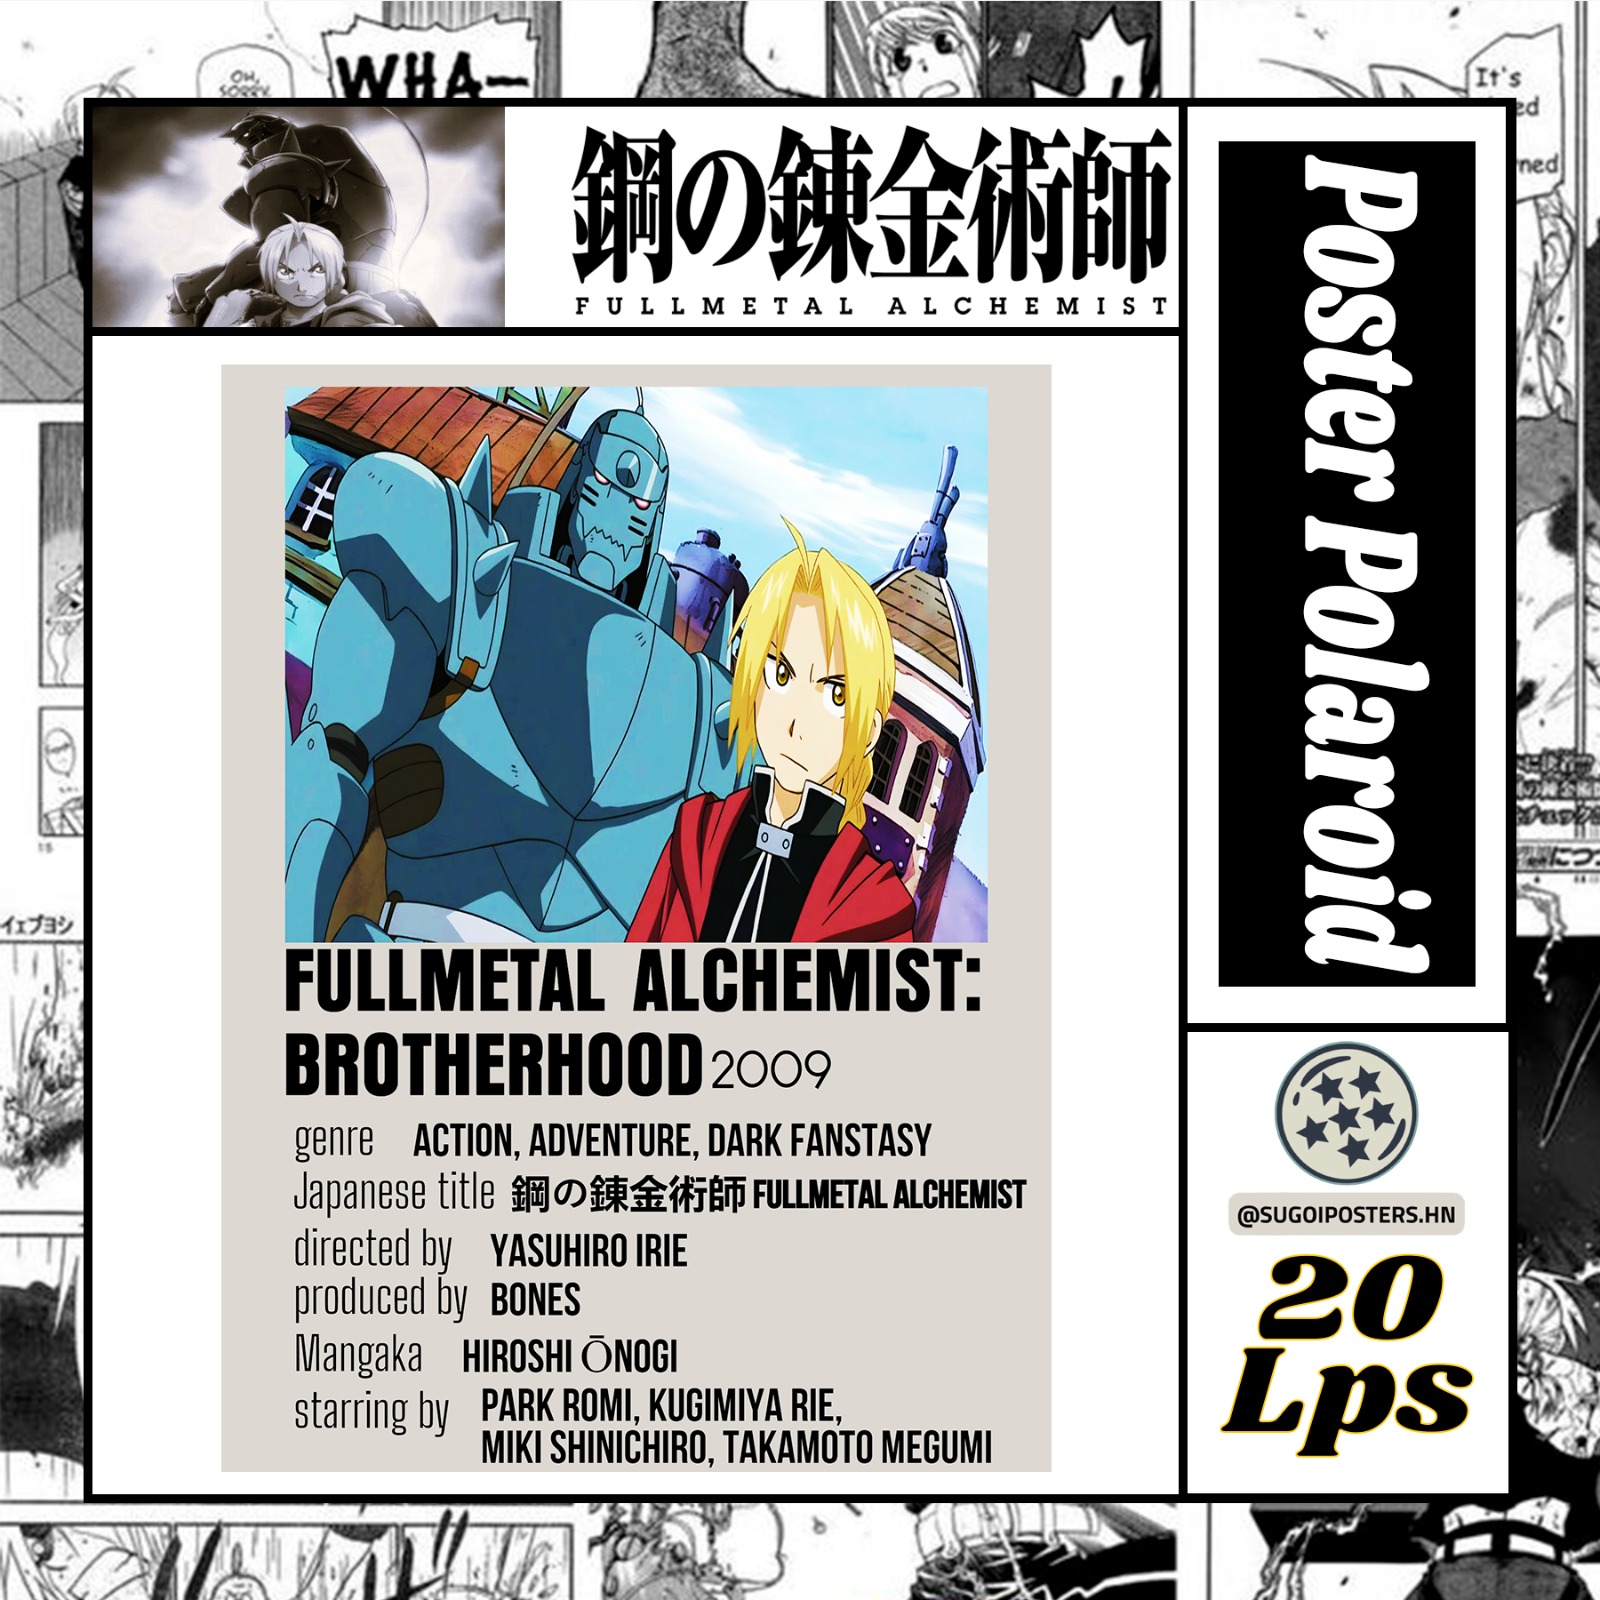 OH,
SORRY.
WHA—
!!
It's
鋼の錬金術師
FULLMETAL ALCHEMIST
Poster Polaroid
FULLMETAL ALCHEMIST:
BROTHERHOOD 2009
genre ACTION, ADVENTURE, DARK FANSTASY
Japanese title 鋼の錬金術師 FULLMETAL ALCHEMIST
directed by YASUHIRO IRIE
produced by BONES
Mangaka HIROSHI ŌNOGI
starring by PARK ROMI, KUGIMIYA RIE,
MIKI SHINICHIRO, TAKAMOTO MEGUMI
@SUGOIPOSTERS.HN
20
Lps
15
イェブヨシ